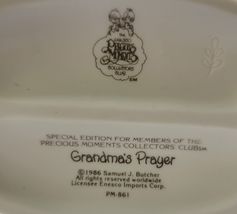 THE
ENESCO
Precious
Moments
COLLECTORS'
CLUB
SM
SPECIAL EDITION FOR MEMBERS OF THE
PRECIOUS MOMENTS COLLECTORS' CLUBSM
Grandma's Prayer
©1986 Samuel J. Butcher
All rights reserved worldwide
Licensee Enesco Imports Corp.
PM-861